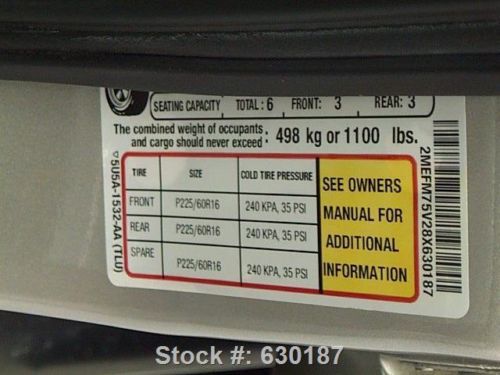 SEATING CAPACITY TOTAL: 6 FRONT: 3 REAR: 3
The combined weight of occupants
and cargo should never exceed : 498 kg or 1100 lbs.
TIRE SIZE COLD TIRE PRESSURE
FRONT P225/60R16 240 KPA, 35 PSI
REAR P225/60R16 240 KPA, 35 PSI
SPARE P225/60R16 240 KPA, 35 PSI
SEE OWNERS
MANUAL FOR
ADDITIONAL
INFORMATION
5U5A-1532-AA (TLU)
2MEFM75V28X630187
Stock #: 630187